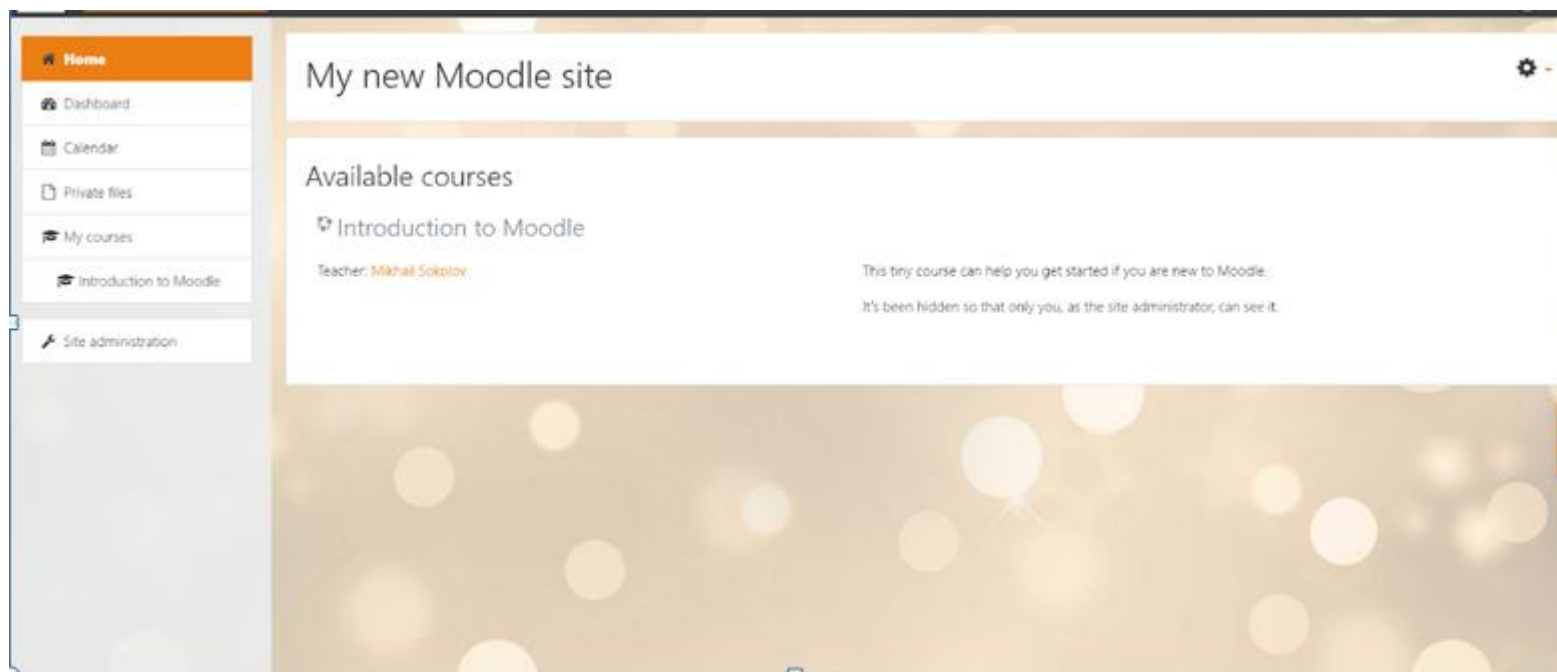 Home
Dashboard
Calendar
Private files
My courses
Introduction to Moodle
Site administration
My new Moodle site
Available courses
Introduction to Moodle
Teacher: Mikhail Sokolov
This tiny course can help you get started if you are new to Moodle.
It's been hidden so that only you, as the site administrator, can see it.